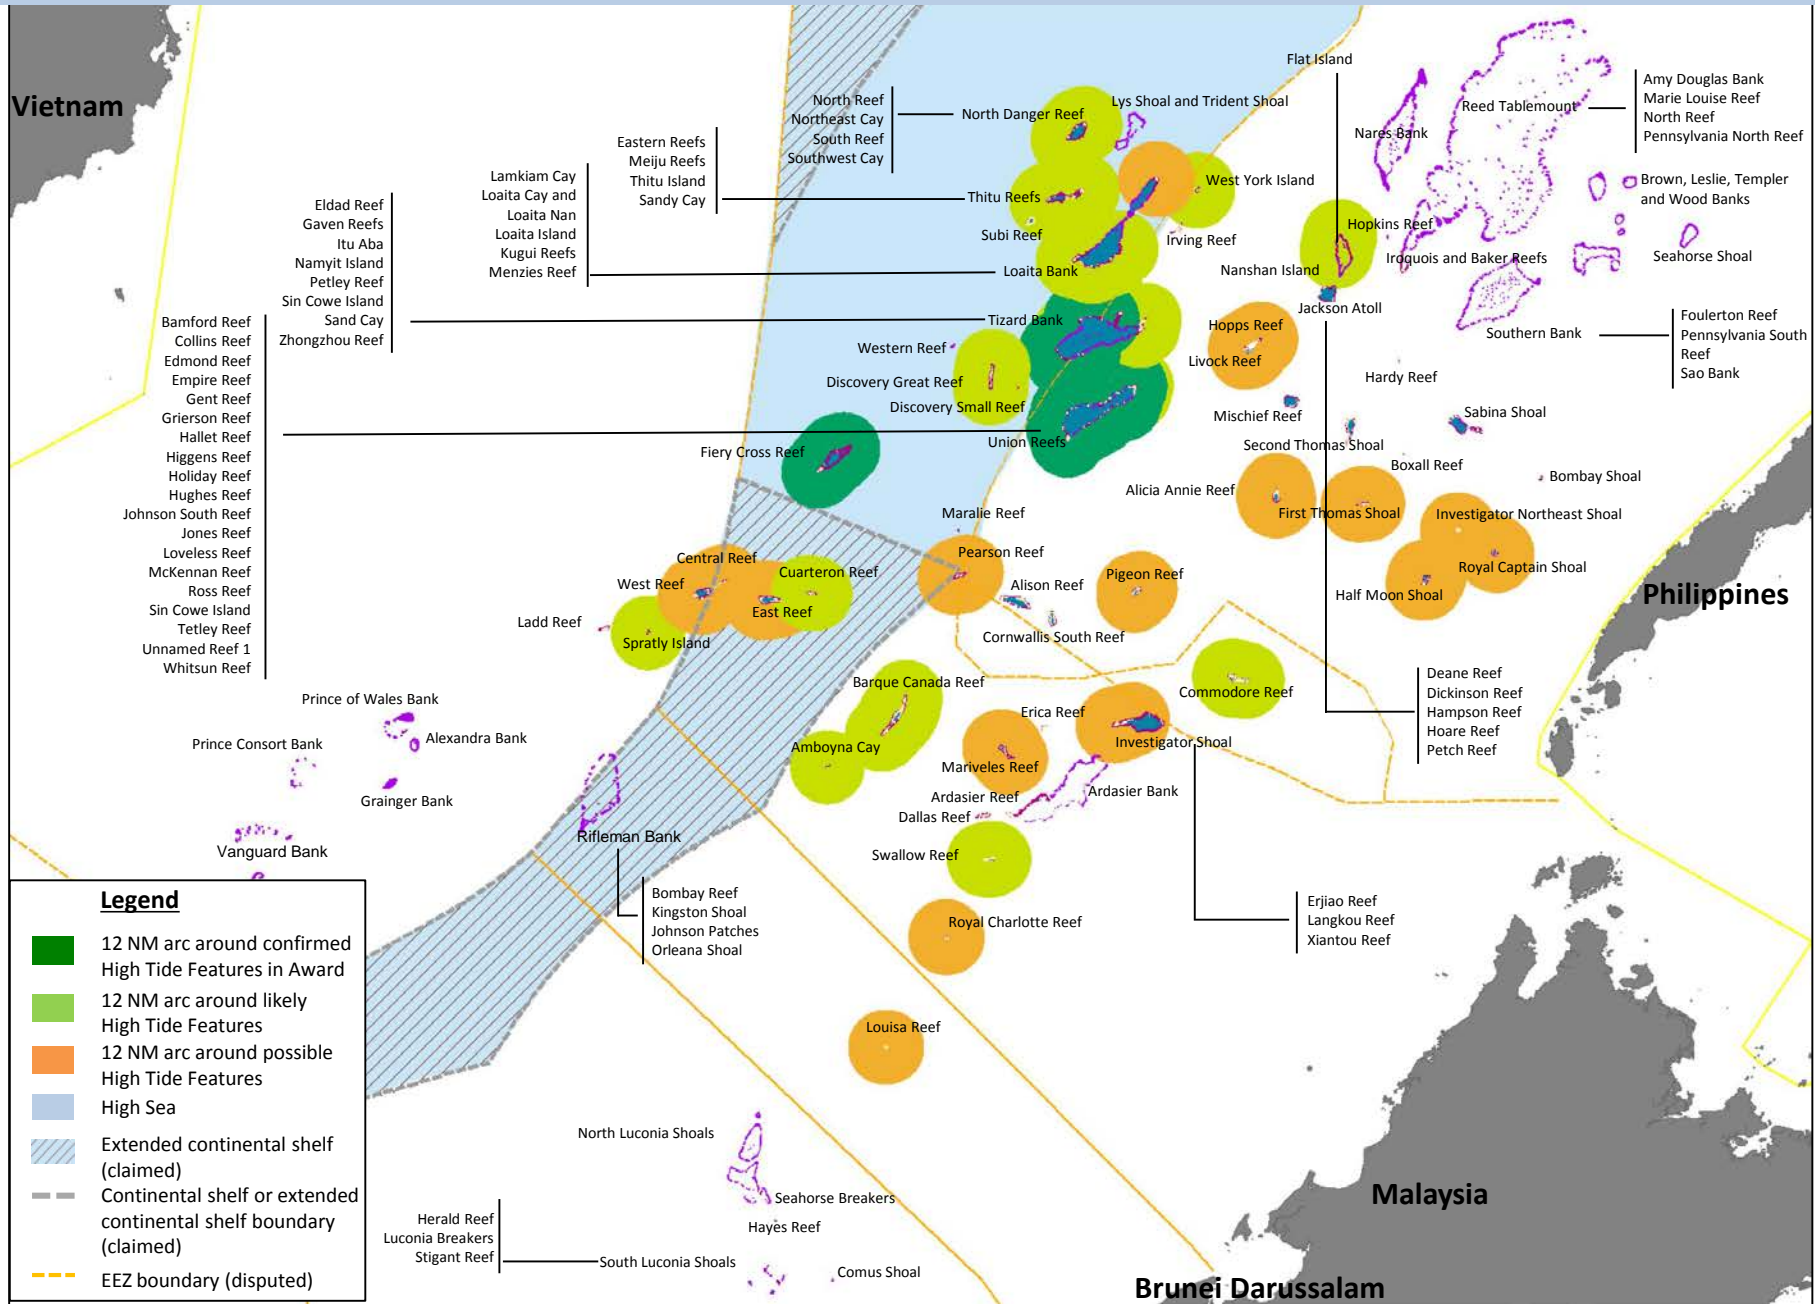 Vietnam
Philippines
Malaysia
Brunei Darussalam
Flat Island
Amy Douglas Bank
Marie Louise Reef
North Reef
Pennsylvania North Reef
Reed Tablemount
Nares Bank
North Reef
Northeast Cay
South Reef
Southwest Cay
North Danger Reef
Lys Shoal and Trident Shoal
Eastern Reefs
Meiju Reefs
Thitu Island
Sandy Cay
Thitu Reefs
West York Island
Brown, Leslie, Templer
and Wood Banks
Lamkiam Cay
Loaita Cay and
Loaita Nan
Loaita Island
Kugui Reefs
Menzies Reef
Subi Reef
Irving Reef
Hopkins Reef
Iroquois and Baker Reefs
Seahorse Shoal
Loaita Bank
Nanshan Island
Jackson Atoll
Eldad Reef
Gaven Reefs
Itu Aba
Namyit Island
Petley Reef
Sin Cowe Island
Sand Cay
Zhongzhou Reef
Tizard Bank
Hopps Reef
Livock Reef
Southern Bank
Foulerton Reef
Pennsylvania South
Reef
Sao Bank
Western Reef
Discovery Great Reef
Discovery Small Reef
Hardy Reef
Mischief Reef
Sabina Shoal
Bamford Reef
Collins Reef
Edmond Reef
Empire Reef
Gent Reef
Grierson Reef
Hallet Reef
Higgens Reef
Holiday Reef
Hughes Reef
Johnson South Reef
Jones Reef
Loveless Reef
McKennan Reef
Ross Reef
Sin Cowe Island
Tetley Reef
Unnamed Reef 1
Whitsun Reef
Union Reefs
Second Thomas Shoal
Fiery Cross Reef
Boxall Reef
Bombay Shoal
Alicia Annie Reef
First Thomas Shoal
Investigator Northeast Shoal
Maralie Reef
Pearson Reef
Central Reef
Cuarteron Reef
West Reef
East Reef
Alison Reef
Pigeon Reef
Royal Captain Shoal
Half Moon Shoal
Ladd Reef
Spratly Island
Cornwallis South Reef
Barque Canada Reef
Commodore Reef
Deane Reef
Dickinson Reef
Hampson Reef
Hoare Reef
Petch Reef
Prince of Wales Bank
Alexandra Bank
Prince Consort Bank
Grainger Bank
Erica Reef
Amboyna Cay
Investigator Shoal
Mariveles Reef
Ardasier Reef
Ardasier Bank
Dallas Reef
Rifleman Bank
Vanguard Bank
Swallow Reef
Bombay Reef
Kingston Shoal
Johnson Patches
Orleana Shoal
Erjiao Reef
Langkou Reef
Xiantou Reef
Royal Charlotte Reef
Louisa Reef
North Luconia Shoals
Seahorse Breakers
Hayes Reef
Herald Reef
Luconia Breakers
Stigant Reef
South Luconia Shoals
Comus Shoal
Legend
12 NM arc around confirmed
High Tide Features in Award
12 NM arc around likely
High Tide Features
12 NM arc around possible
High Tide Features
High Sea
Extended continental shelf
(claimed)
Continental shelf or extended
continental shelf boundary
(claimed)
EEZ boundary (disputed)